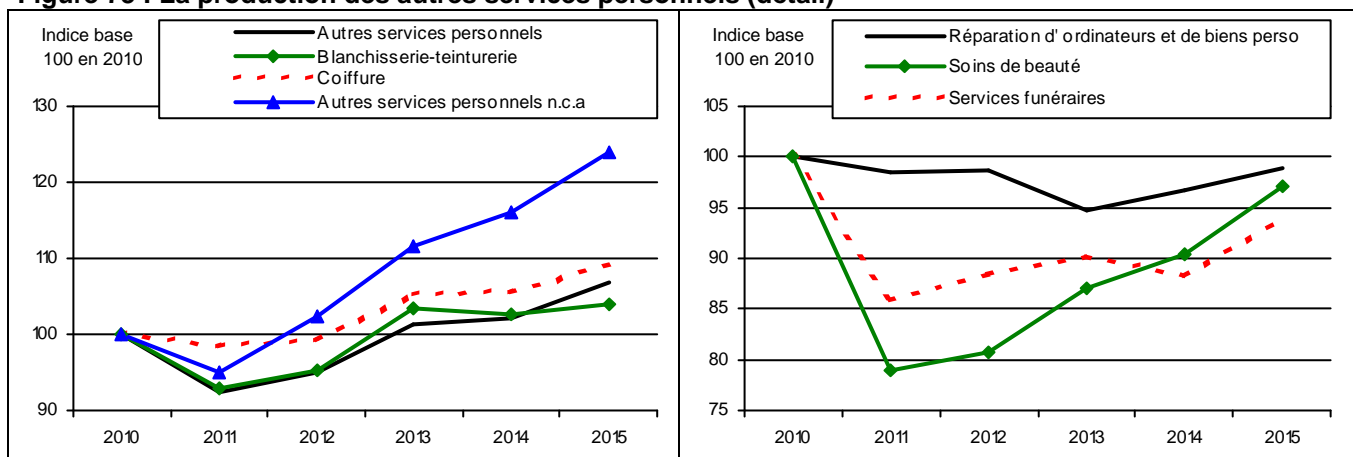 Figure : La production des autres services personnels (détail)
Indice base
100 en 2010
Autres services personnels
Blanchisserie-teinturerie
Coiffure
Autres services personnels n.c.a
130
120
110
100
90
2010 2011 2012 2013 2014 2015
Indice base
100 en 2010
Réparation d' ordinateurs et de biens perso
Soins de beauté
Services funéraires
105
100
95
90
85
80
75
2010 2011 2012 2013 2014 2015